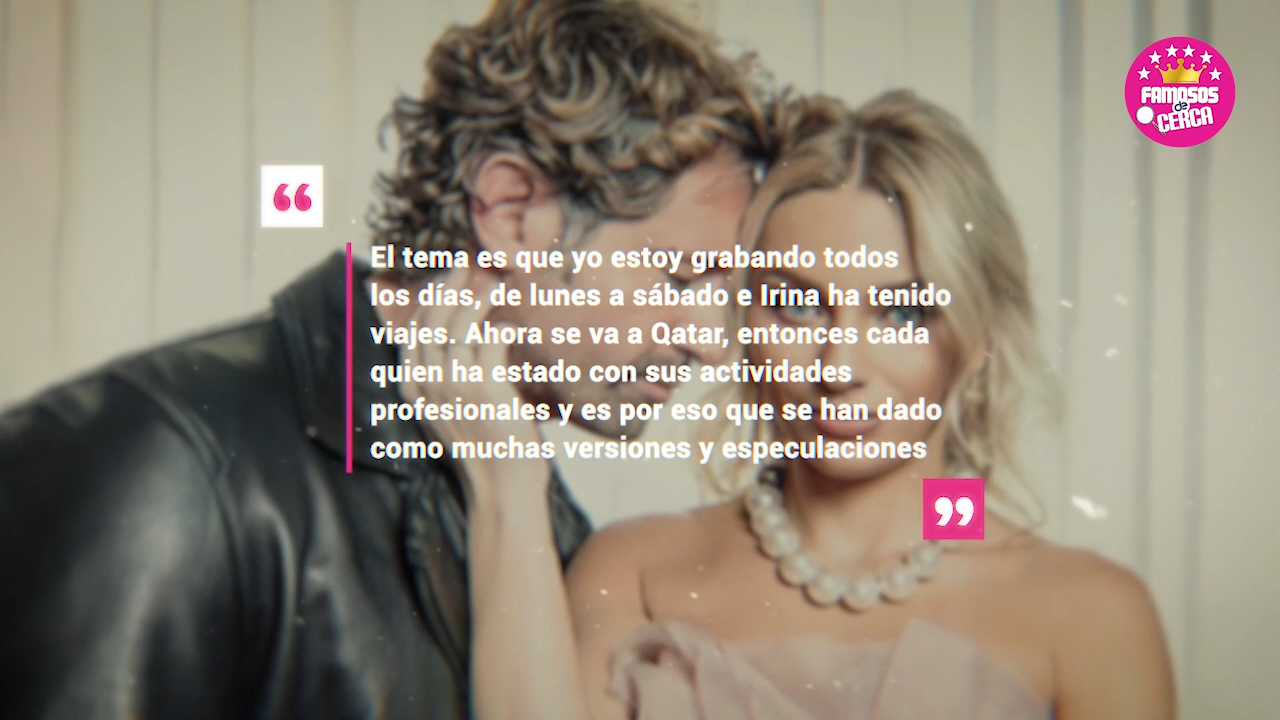 FAMOSOS
de
CERCA
“
El tema es que yo estoy grabando todos
los días, de lunes a sábado e Irina ha tenido
viajes. Ahora se va a Qatar, entonces cada
quien ha estado con sus actividades
profesionales y es por eso que se han dado
como muchas versiones y especulaciones
”